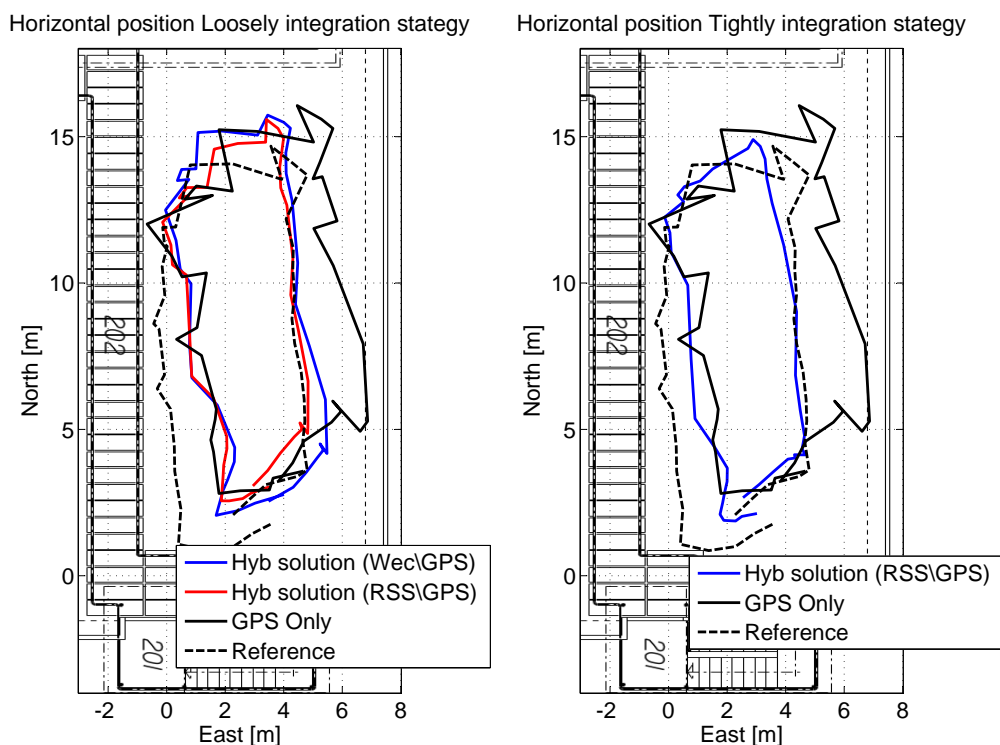 Horizontal position Loosely integration stategy
Horizontal position Tightly integration stategy
15
10
5
0
North [m]
-2
0
2
4
6
8
East [m]
202
201
Hyb solution (Wec\GPS)
Hyb solution (RSS\GPS)
GPS Only
Reference
15
10
5
0
North [m]
-2
0
2
4
6
8
East [m]
202
201
Hyb solution (RSS\GPS)
GPS Only
Reference